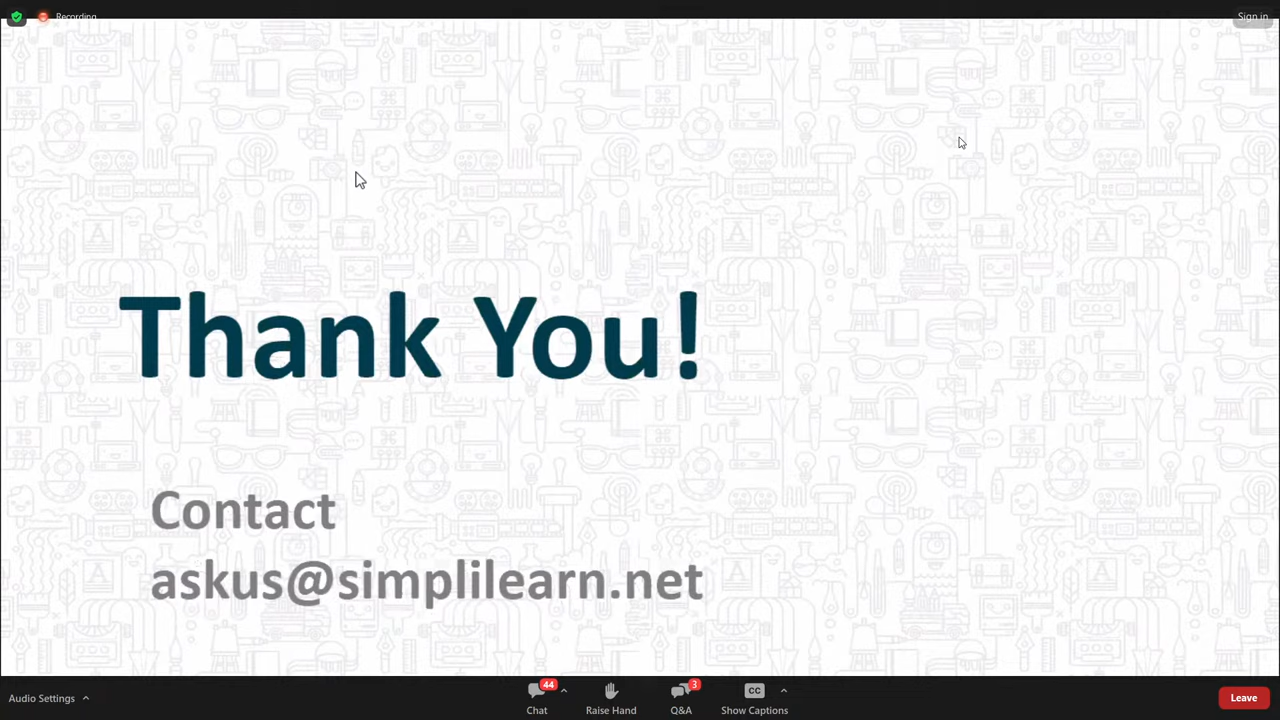 Recording
Sign in
Thank You!
Contact
askus@simplilearn.net
Audio Settings
44
Chat
Raise Hand
3
Q&A
CC
Show Captions
Leave